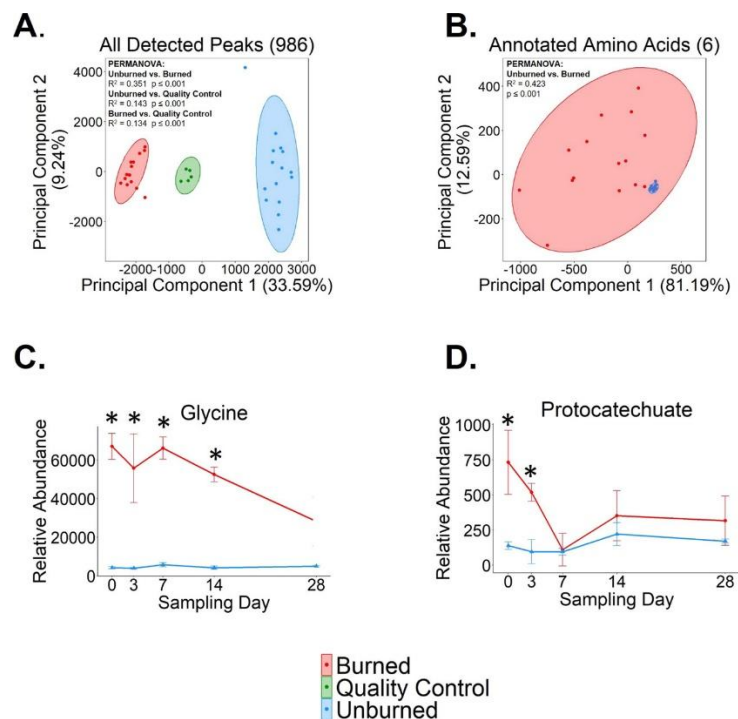 A.
All Detected Peaks (986)
PERMANOVA:
Unburned vs. Burned
R² = 0.351 p ≤ 0.001
Unburned vs. Quality Control
R² = 0.143 p ≤ 0.001
Burned vs. Quality Control
R² = 0.134 p ≤ 0.001
Principal Component 2
(9.24%)
4000
2000
0
-2000
-2000
-1000
0
1000
2000
3000
Principal Component 1 (33.59%)
B.
Annotated Amino Acids (6)
PERMANOVA:
Unburned vs. Burned
R² = 0.423
p ≤ 0.001
Principal Component 2
(12.59%)
400
200
0
-200
-1000
-500
0
500
Principal Component 1 (81.19%)
C.
Glycine
* * * *
Relative Abundance
60000
40000
20000
0
0 3 7 14 28
Sampling Day
D.
Protocatechuate
* *
Relative Abundance
1000
750
500
250
0
0 3 7 14 28
Sampling Day
Burned
Quality Control
Unburned